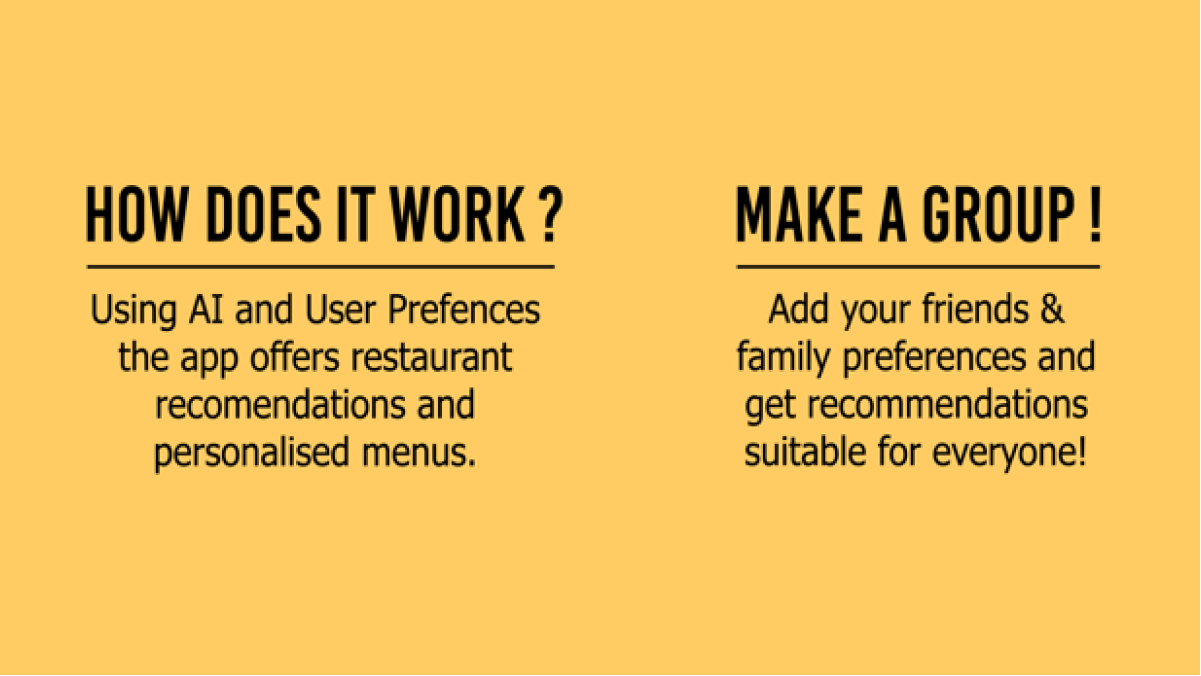 HOW DOES IT WORK ?
Using AI and User Prefences
the app offers restaurant
recomendations and
personalised menus.
MAKE A GROUP !
Add your friends &
family preferences and
get recommendations
suitable for everyone!